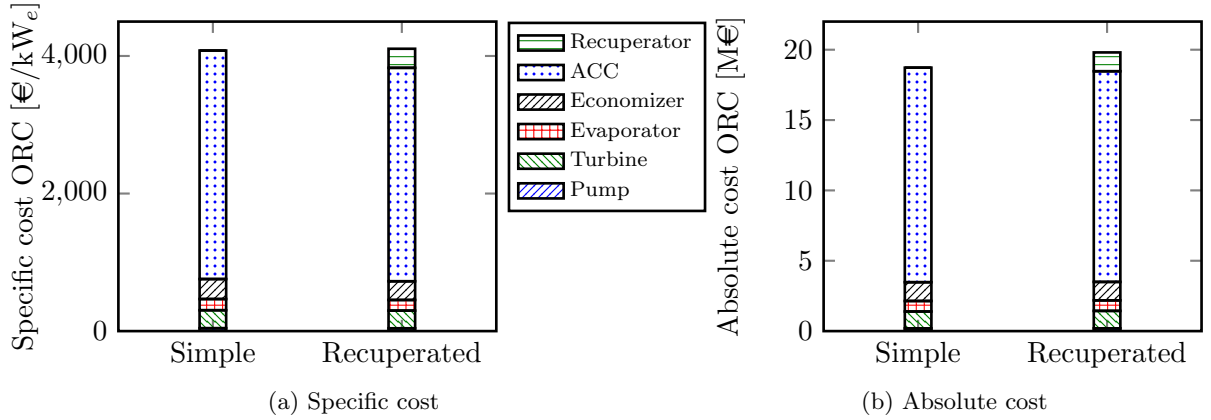 Specific cost ORC [€/kWₑ]
4,000
2,000
0
Simple
Recuperated
Recuperator
ACC
Economizer
Evaporator
Turbine
Pump
(a) Specific cost
Absolute cost ORC [M€]
20
15
10
5
0
Simple
Recuperated
(b) Absolute cost